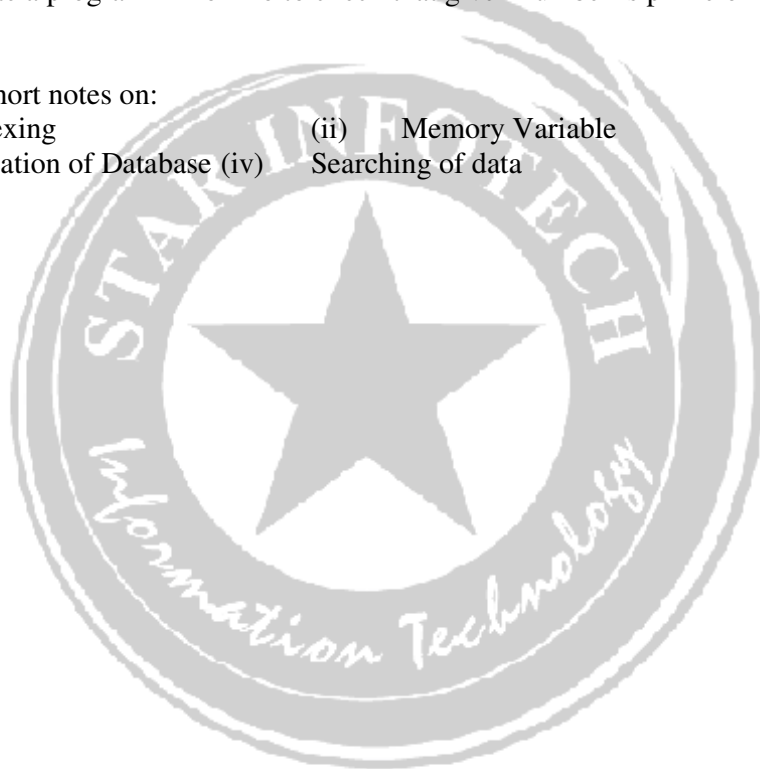 hort notes on:
exing (ii) Memory Variable
ation of Database (iv) Searching of data
STAR INFOTECH
Information Technology